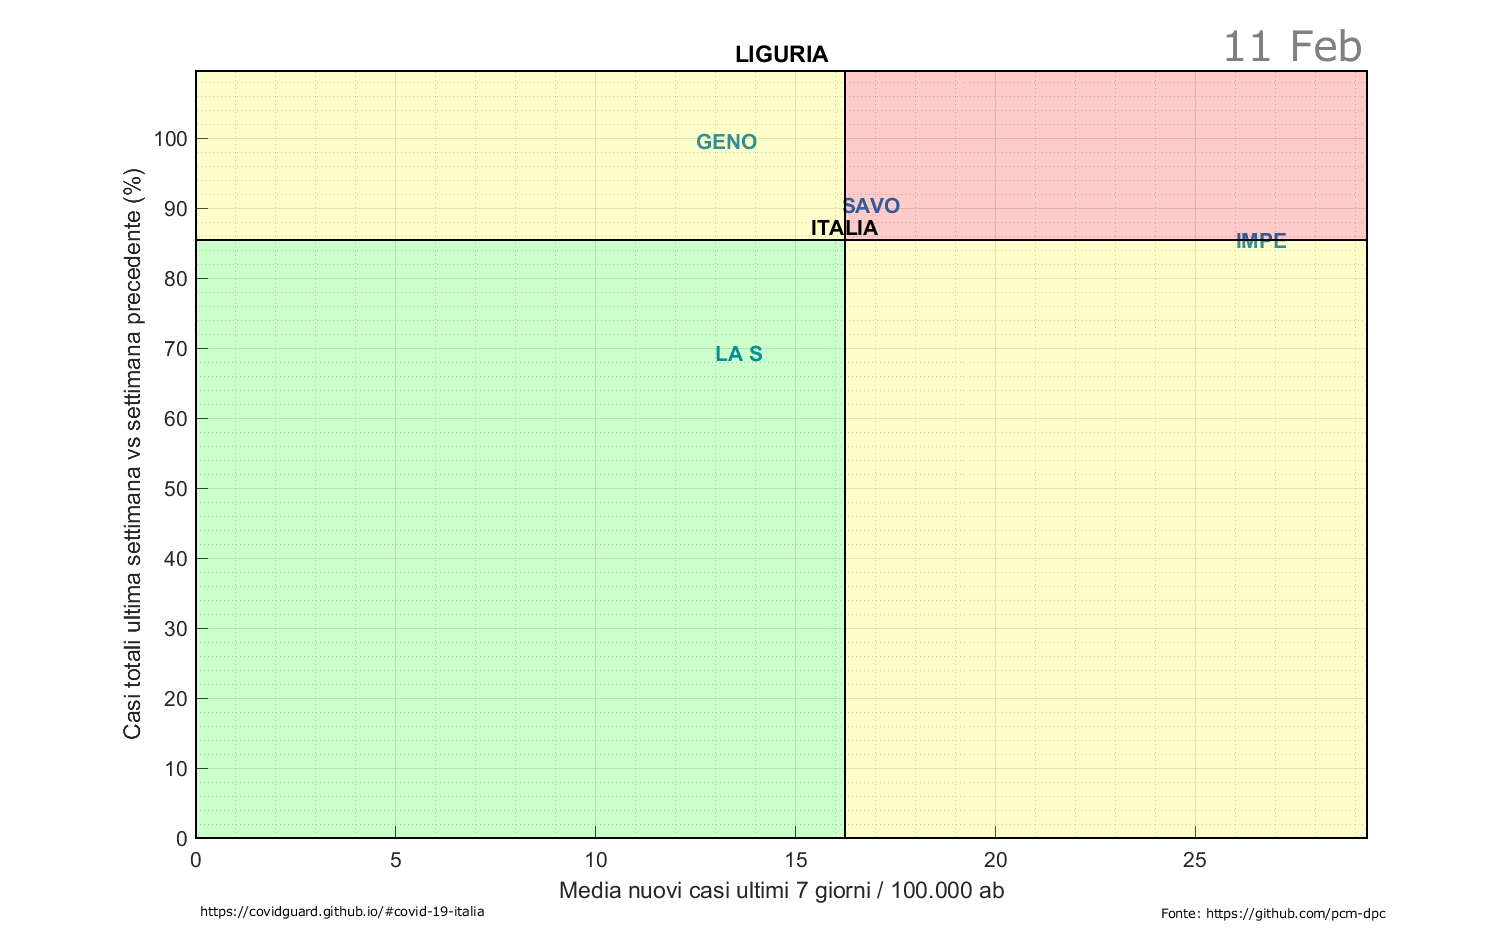 LIGURIA
11 Feb
Casi totali ultima settimana vs settimana precedente (%)
100
90
80
70
60
50
40
30
20
10
0
GENO
SAVO
ITALIA
IMPE
LA S
0 5 10 15 20 25
Media nuovi casi ultimi 7 giorni / 100.000 ab
https://covidguard.github.io/#covid-19-italia
Fonte: https://github.com/pcm-dpc